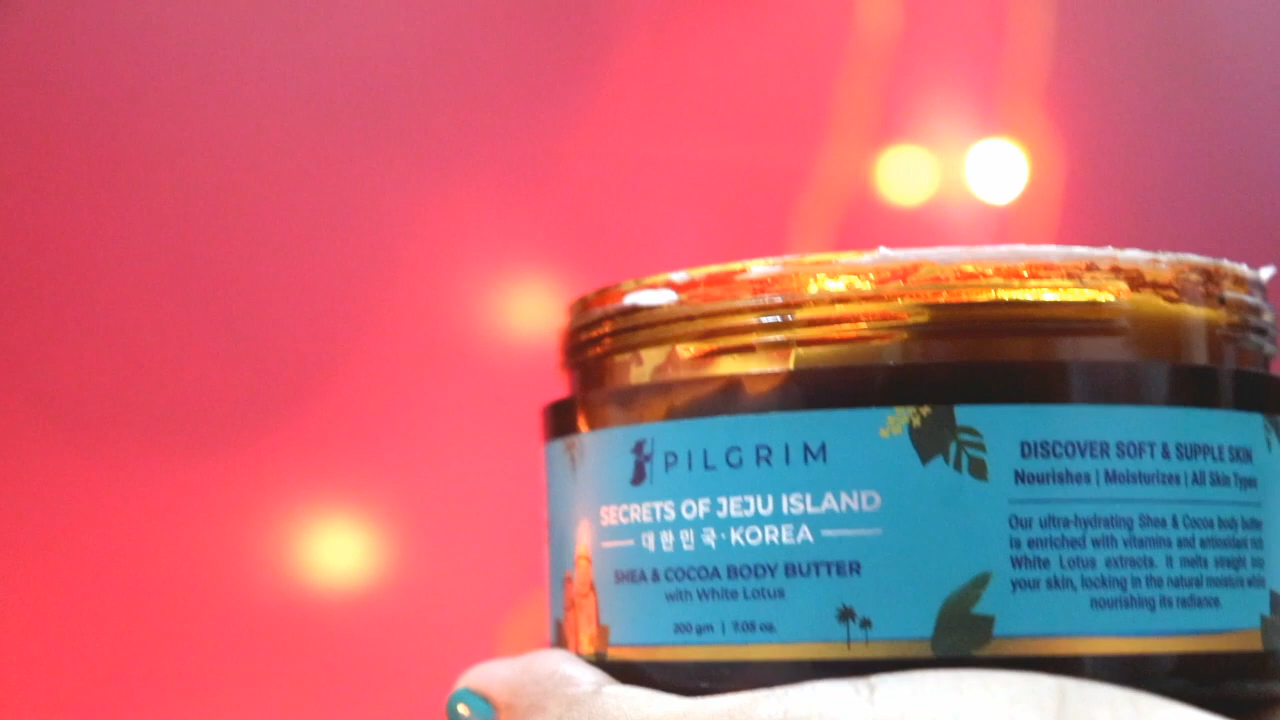 PILGRIM
SECRETS OF JEJU ISLAND
대한민국·KOREA
SHEA & COCOA BODY BUTTER
with White Lotus
200 gm | 7.05 oz.
DISCOVER SOFT & SUPPLE SKIN
Nourishes | Moisturizes | All Skin Types
Our ultra-hydrating Shea & Cocoa body butter
is enriched with vitamins and antioxidant rich
White Lotus extracts. It melts straight into
your skin, locking in the natural moisture while
nourishing its radiance.